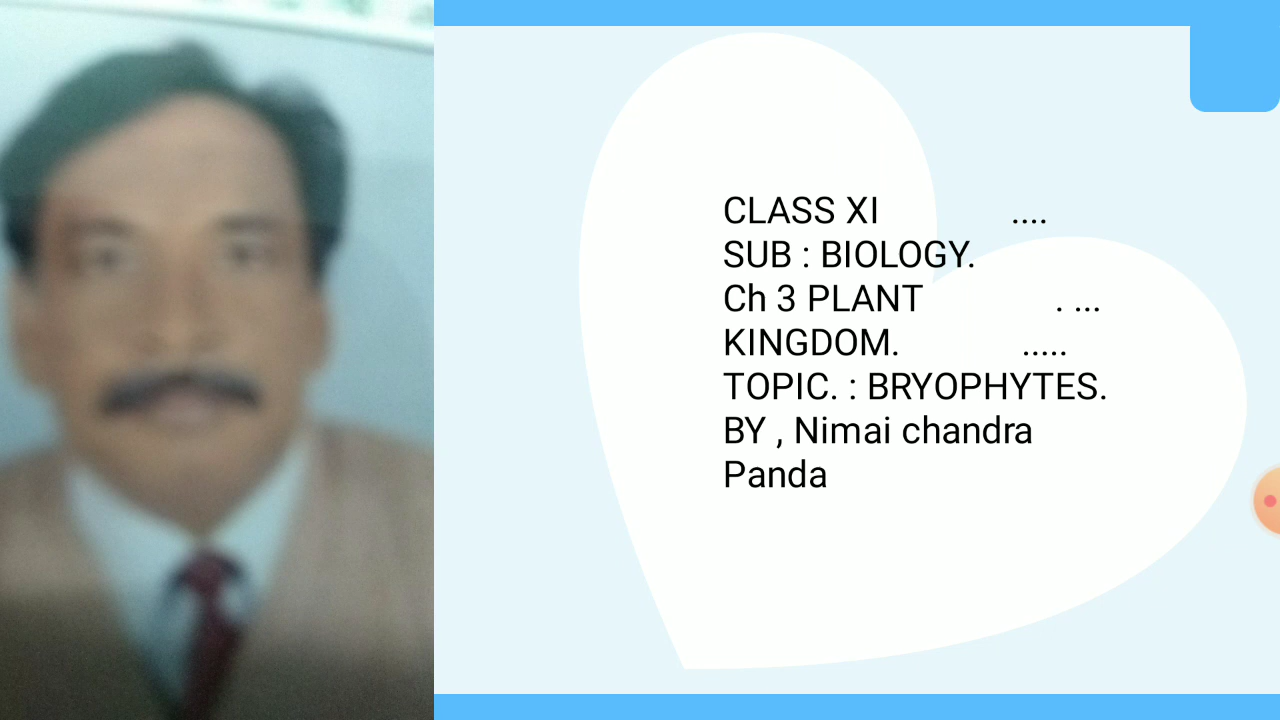 CLASS XI ....
SUB : BIOLOGY.
Ch 3 PLANT . ...
KINGDOM. .....
TOPIC. : BRYOPHYTES.
BY , Nimai chandra
Panda